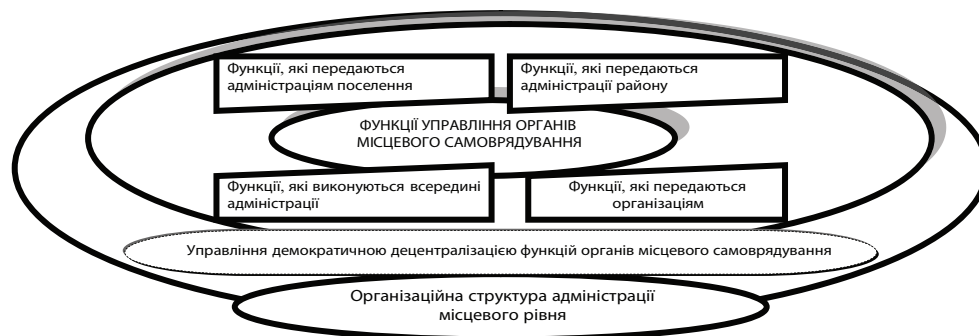 Функції, які передаються
адміністраціям поселення
Функції, які передаються
адміністрації району
ФУНКЦІЇ УПРАВЛІННЯ ОРГАНІВ
МІСЦЕВОГО САМОВРЯДУВАННЯ
Функції, які виконуються всередині
адміністрації
Функції, які передаються
організаціям
Управління демократичною децентралізацією функцій органів місцевого самоврядування
Організаційна структура адміністрації
місцевого рівня